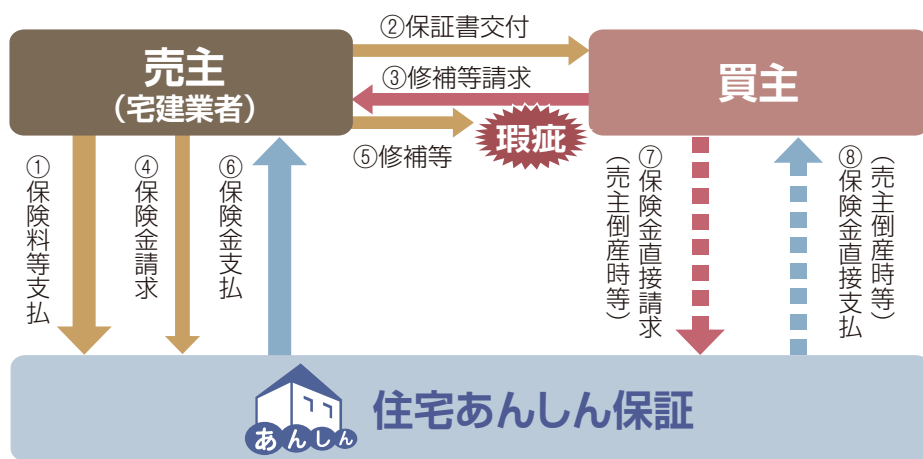 ②保証書交付
売主
(宅建業者)
③修補等請求
買主
瑕疵
⑤修補等
①保険料等支払
④保険金請求
⑥保険金支払
⑦保険金直接請求
(売主倒産時等)
⑧保険金直接支払
(売主倒産時等)
あんしん
住宅あんしん保証